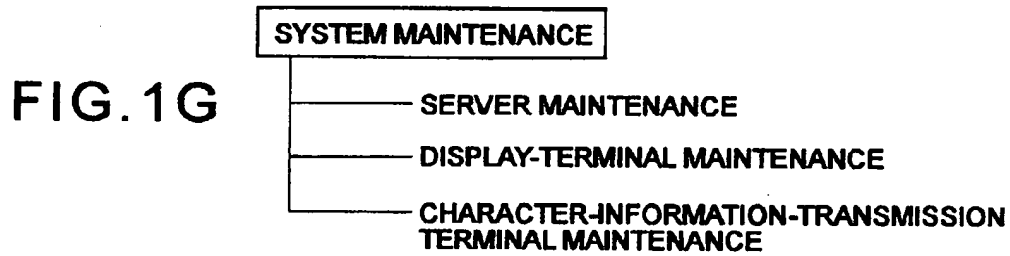 SYSTEM MAINTENANCE
FIG.1G
SERVER MAINTENANCE
DISPLAY-TERMINAL MAINTENANCE
CHARACTER-INFORMATION-TRANSMISSION
TERMINAL MAINTENANCE